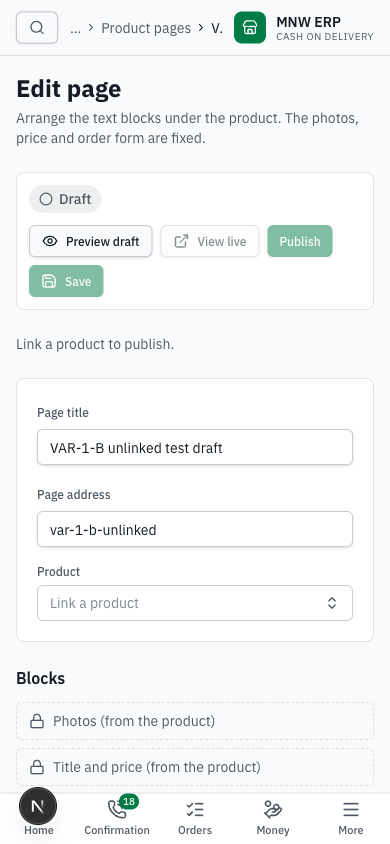 ... > Product pages > V.
MNW ERP
CASH ON DELIVERY
Edit page
Arrange the text blocks under the product. The photos,
price and order form are fixed.
Draft
Preview draft
View live
Publish
Save
Link a product to publish.
Page title
VAR-1-B unlinked test draft
Page address
var-1-b-unlinked
Product
Link a product
Blocks
Photos (from the product)
Title and price (from the product)
N
18
Home
Confirmation
Orders
Money
More